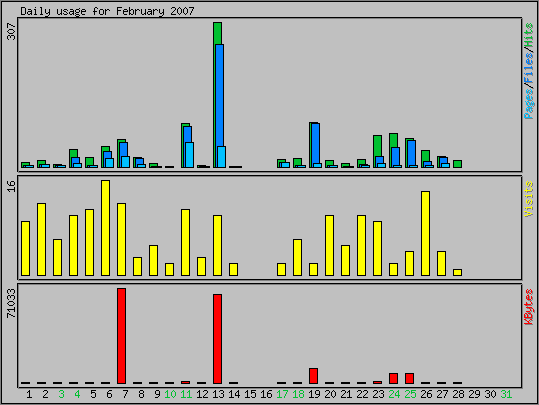 Daily usage for February 2007
307
Pages/Files/Hits
16
Visits
71033
KBytes
1 2 3 4 5 6 7 8 9 10 11 12 13 14 15 16 17 18 19 20 21 22 23 24 25 26 27 28 29 30 31